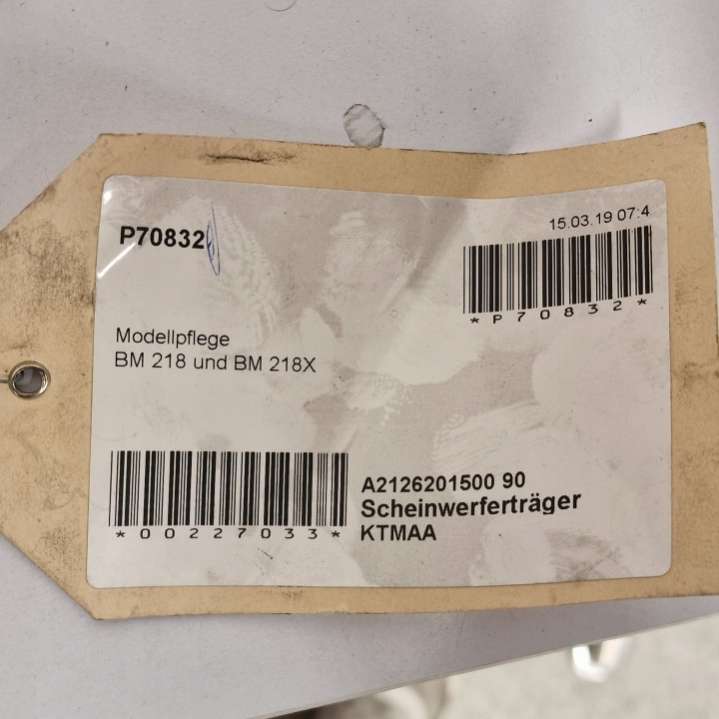 P70832
15.03.19 07:4
*P70832*
Modellpflege
BM 218 und BM 218X
*00227033*
A2126201500 90
Scheinwerferträger
KTMAA